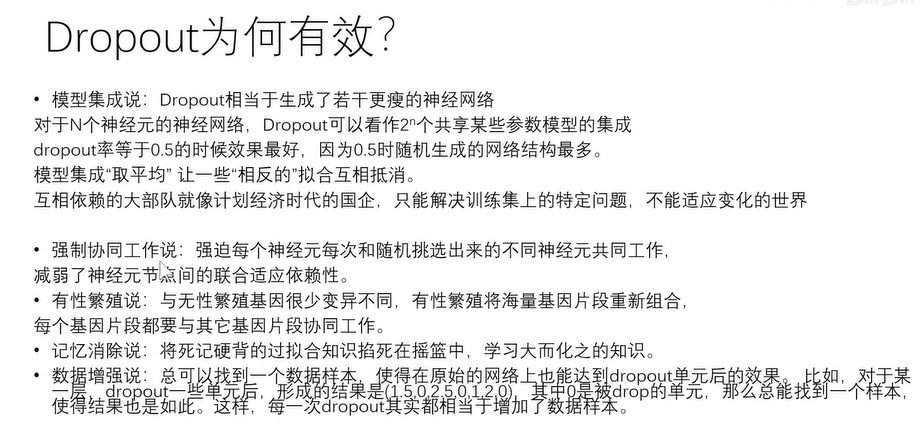 Dropout为何有效？
• 模型集成说：Dropout相当于生成了若干更瘦的神经网络
对于N个神经元的神经网络，Dropout可以看作2ⁿ个共享某些参数模型的集成
dropout率等于0.5的时候效果最好，因为0.5时随机生成的网络结构最多。
模型集成“取平均” 让一些“相反的”拟合互相抵消。
互相依赖的大部队就像计划经济时代的国企，只能解决训练集上的特定问题，不能适应变化的世界
• 强制协同工作说：强迫每个神经元每次和随机挑选出来的不同神经元共同工作，
减弱了神经元节点间的联合适应依赖性。
• 有性繁殖说：与无性繁殖基因很少变异不同，有性繁殖将海量基因片段重新组合，
每个基因片段都要与其它基因片段协同工作。
• 记忆消除说：将死记硬背的过拟合知识掐死在摇篮中，学习大而化之的知识。
• 数据增强说：总可以找到一个数据样本，使得在原始的网络上也能达到dropout单元后的效果。 比如，对于某
一层，dropout一些单元后，形成的结果是(1.5,0,2.5,0,1,2,0)，其中0是被drop的单元，那么总能找到一个样本，
使得结果也是如此。这样，每一次dropout其实都相当于增加了数据样本。